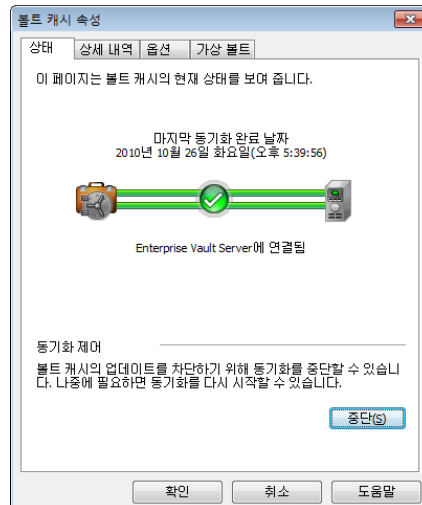 볼트 캐시 속성
상태 상세 내역 옵션 가상 볼트
이 페이지는 볼트 캐시의 현재 상태를 보여 줍니다.
마지막 동기화 완료 날짜
2010년 10월 26일 화요일(오후 5:39:56)
Enterprise Vault Server에 연결됨
동기화 제어
볼트 캐시의 업데이트를 차단하기 위해 동기화를 중단할 수 있습니
다. 나중에 필요하면 동기화를 다시 시작할 수 있습니다.
중단(S)
확인 취소 도움말